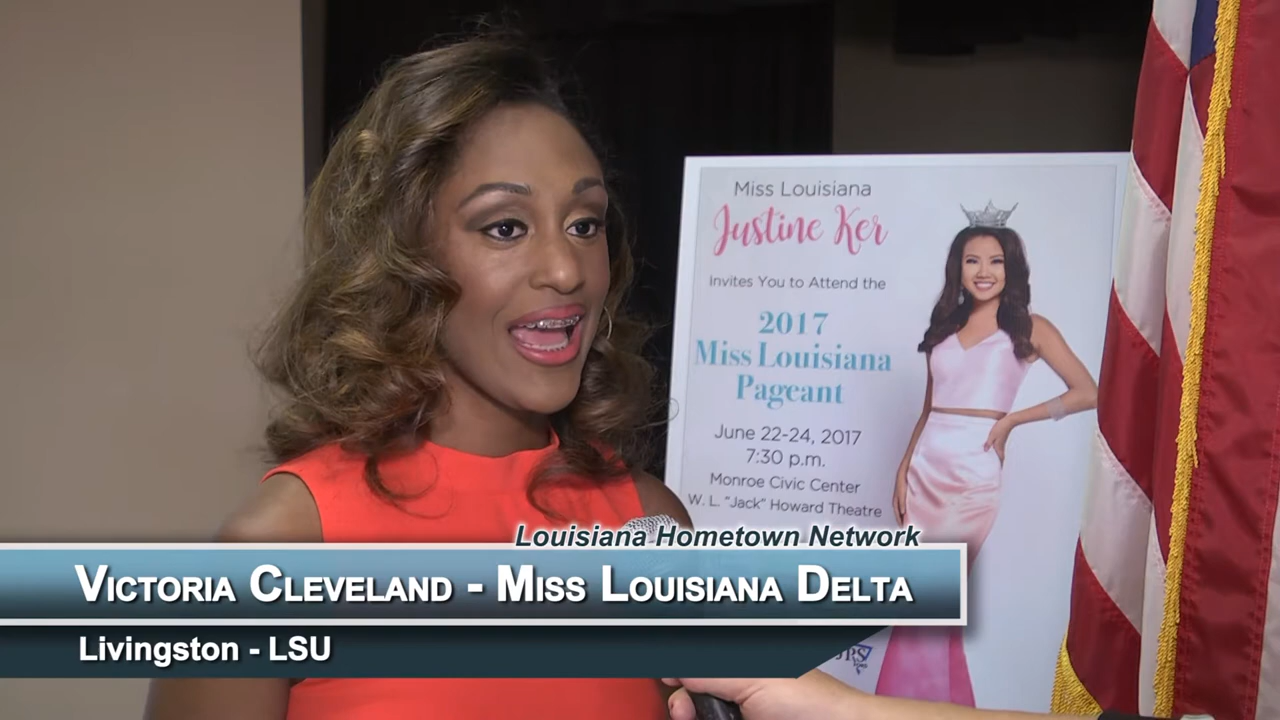 Miss Louisiana
Justine Ker
Invites You to Attend the
2017
Miss Louisiana
Pageant
June 22-24, 2017
7:30 p.m.
Monroe Civic Center
W. L. "Jack" Howard Theatre
Louisiana Hometown Network
VICTORIA CLEVELAND - MISS LOUISIANA DELTA
Livingston - LSU